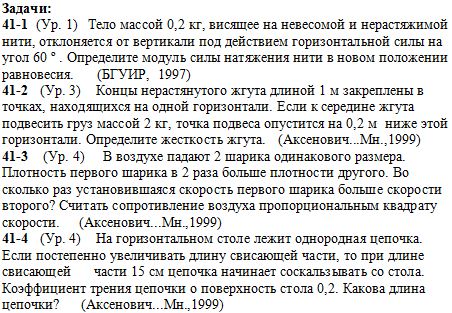 Задачи:
41-1 (Ур. 1) Тело массой 0,2 кг, висящее на невесомой и нерастяжимой
нити, отклоняется от вертикали под действием горизонтальной силы на
угол 60 º . Определите модуль силы натяжения нити в новом положении
равновесия. (БГУИР, 1997)
41-2 (Ур. 3) Концы нерастянутого жгута длиной 1 м закреплены в
точках, находящихся на одной горизонтали. Если к середине жгута
подвесить груз массой 2 кг, точка подвеса опустится на 0,2 м ниже этой
горизонтали. Определите жесткость жгута. (Аксенович...Мн.,1999)
41-3 (Ур. 4) В воздухе падают 2 шарика одинакового размера.
Плотность первого шарика в 2 раза больше плотности другого. Во
сколько раз установившаяся скорость первого шарика больше скорости
второго? Считать сопротивление воздуха пропорциональным квадрату
скорости. (Аксенович...Мн.,1999)
41-4 (Ур. 4) На горизонтальном столе лежит однородная цепочка.
Если постепенно увеличивать длину свисающей части, то при длине
свисающей части 15 см цепочка начинает соскальзывать со стола.
Коэффициент трения цепочки о поверхность стола 0,2. Какова длина
цепочки? (Аксенович...Мн.,1999)